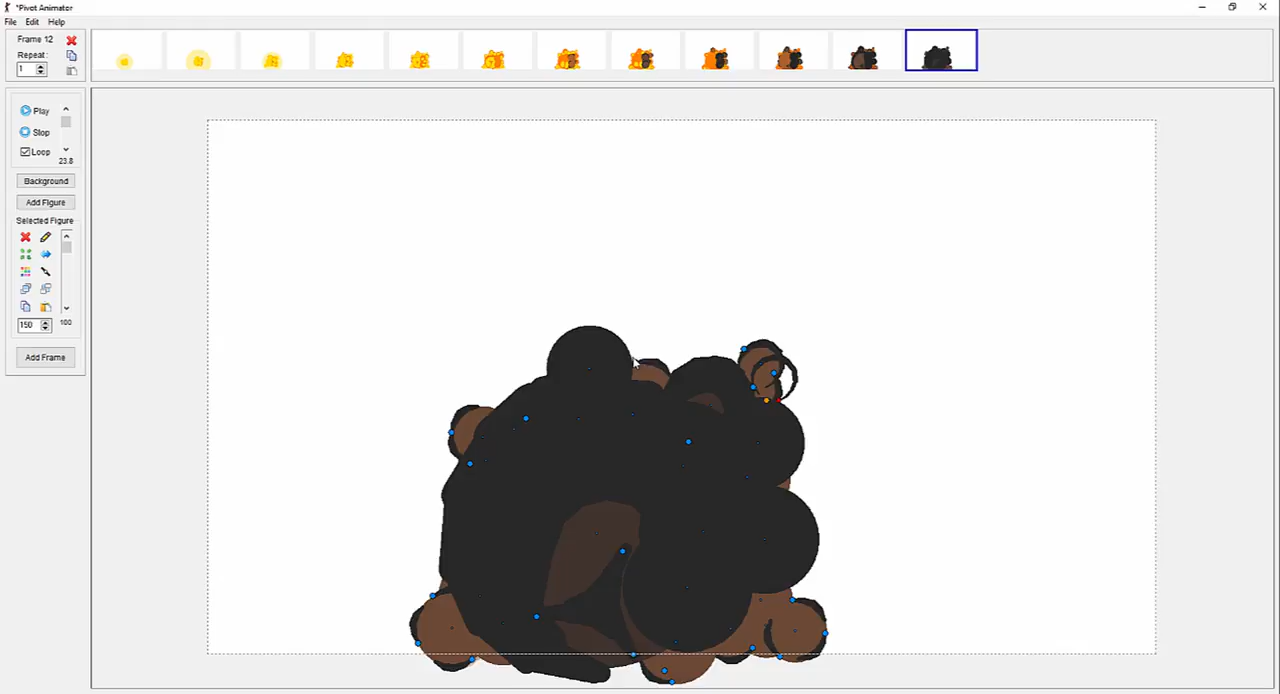 *Pivot Animator
File Edit Help
Frame 12
Repeat:
1
Play
Stop
Loop
23.8
Background
Add Figure
Selected Figure
150
100
Add Frame